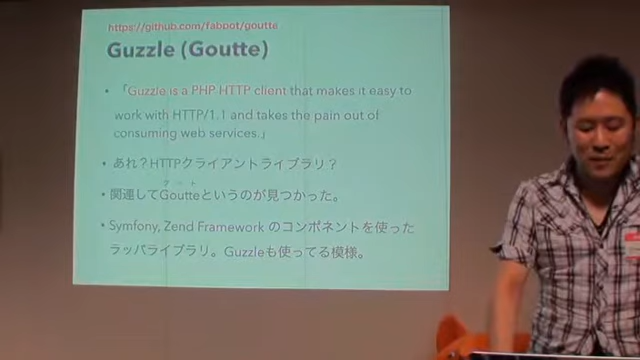 https://github.com/fabpot/goutte
Guzzle (Goutte)
• 「Guzzle is a PHP HTTP client that makes it easy to
work with HTTP/1.1 and takes the pain out of
consuming web services.」
• あれ？HTTPクライアントライブラリ？
グート
• 関連してGoutteというのが見つかった。
• Symfony, Zend Framework のコンポネントを使った
ラッパライブラリ。Guzzleも使ってる模様。